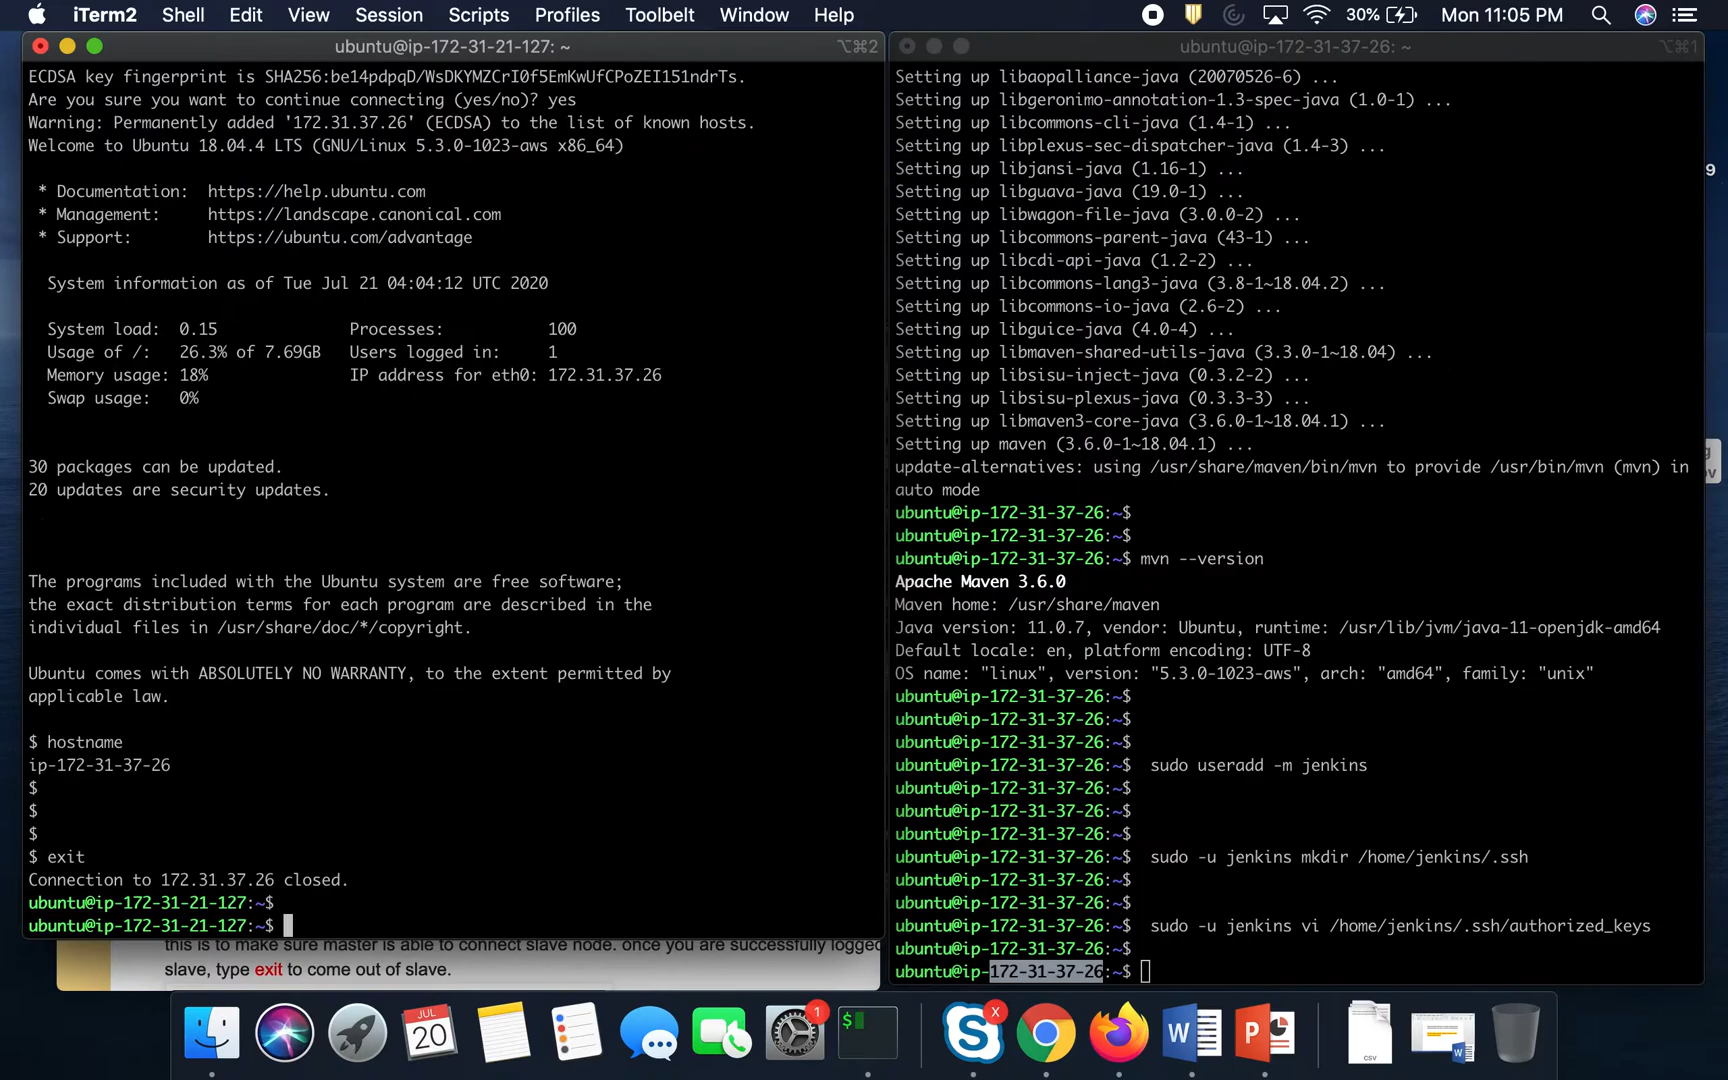 iTerm2 Shell Edit View Session Scripts Profiles Toolbelt Window Help 30% Mon 11:05 PM
ubuntu@ip-172-31-21-127: ~ ⌥⌘2
ECDSA key fingerprint is SHA256:be14pdpqD/WsDKYMZCrI0f5EmKwUfCPoZEI151ndrTs.
Are you sure you want to continue connecting (yes/no)? yes
Warning: Permanently added '172.31.37.26' (ECDSA) to the list of known hosts.
Welcome to Ubuntu 18.04.4 LTS (GNU/Linux 5.3.0-1023-aws x86_64)
* Documentation: https://help.ubuntu.com
* Management: https://landscape.canonical.com
* Support: https://ubuntu.com/advantage
System information as of Tue Jul 21 04:04:12 UTC 2020
System load: 0.15 Processes: 100
Usage of /: 26.3% of 7.69GB Users logged in: 1
Memory usage: 18% IP address for eth0: 172.31.37.26
Swap usage: 0%
30 packages can be updated.
20 updates are security updates.
The programs included with the Ubuntu system are free software;
the exact distribution terms for each program are described in the
individual files in /usr/share/doc/*/copyright.
Ubuntu comes with ABSOLUTELY NO WARRANTY, to the extent permitted by
applicable law.
$ hostname
ip-172-31-37-26
$
$
$
$ exit
Connection to 172.31.37.26 closed.
ubuntu@ip-172-31-21-127:~$
ubuntu@ip-172-31-21-127:~$
this is to make sure master is able to connect slave node. once you are successfully logged
slave, type exit to come out of slave.
ubuntu@ip-172-31-37-26: ~ ⌥⌘1
Setting up libaopalliance-java (20070526-6) ...
Setting up libgeronimo-annotation-1.3-spec-java (1.0-1) ...
Setting up libcommons-cli-java (1.4-1) ...
Setting up libplexus-sec-dispatcher-java (1.4-3) ...
Setting up libjansi-java (1.16-1) ...
Setting up libguava-java (19.0-1) ...
Setting up libwagon-file-java (3.0.0-2) ...
Setting up libcommons-parent-java (43-1) ...
Setting up libcdi-api-java (1.2-2) ...
Setting up libcommons-lang3-java (3.8-1~18.04.2) ...
Setting up libcommons-io-java (2.6-2) ...
Setting up libguice-java (4.0-4) ...
Setting up libmaven-shared-utils-java (3.3.0-1~18.04) ...
Setting up libsisu-inject-java (0.3.2-2) ...
Setting up libsisu-plexus-java (0.3.3-3) ...
Setting up libmaven3-core-java (3.6.0-1~18.04.1) ...
Setting up maven (3.6.0-1~18.04.1) ...
update-alternatives: using /usr/share/maven/bin/mvn to provide /usr/bin/mvn (mvn) in
auto mode
ubuntu@ip-172-31-37-26:~$
ubuntu@ip-172-31-37-26:~$
ubuntu@ip-172-31-37-26:~$ mvn --version
Apache Maven 3.6.0
Maven home: /usr/share/maven
Java version: 11.0.7, vendor: Ubuntu, runtime: /usr/lib/jvm/java-11-openjdk-amd64
Default locale: en, platform encoding: UTF-8
OS name: "linux", version: "5.3.0-1023-aws", arch: "amd64", family: "unix"
ubuntu@ip-172-31-37-26:~$
ubuntu@ip-172-31-37-26:~$
ubuntu@ip-172-31-37-26:~$
ubuntu@ip-172-31-37-26:~$ sudo useradd -m jenkins
ubuntu@ip-172-31-37-26:~$
ubuntu@ip-172-31-37-26:~$
ubuntu@ip-172-31-37-26:~$
ubuntu@ip-172-31-37-26:~$ sudo -u jenkins mkdir /home/jenkins/.ssh
ubuntu@ip-172-31-37-26:~$
ubuntu@ip-172-31-37-26:~$
ubuntu@ip-172-31-37-26:~$ sudo -u jenkins vi /home/jenkins/.ssh/authorized_keys
ubuntu@ip-172-31-37-26:~$
ubuntu@ip-172-31-37-26:~$
9
JUL
20
1
$
X
W
P
CSV
W